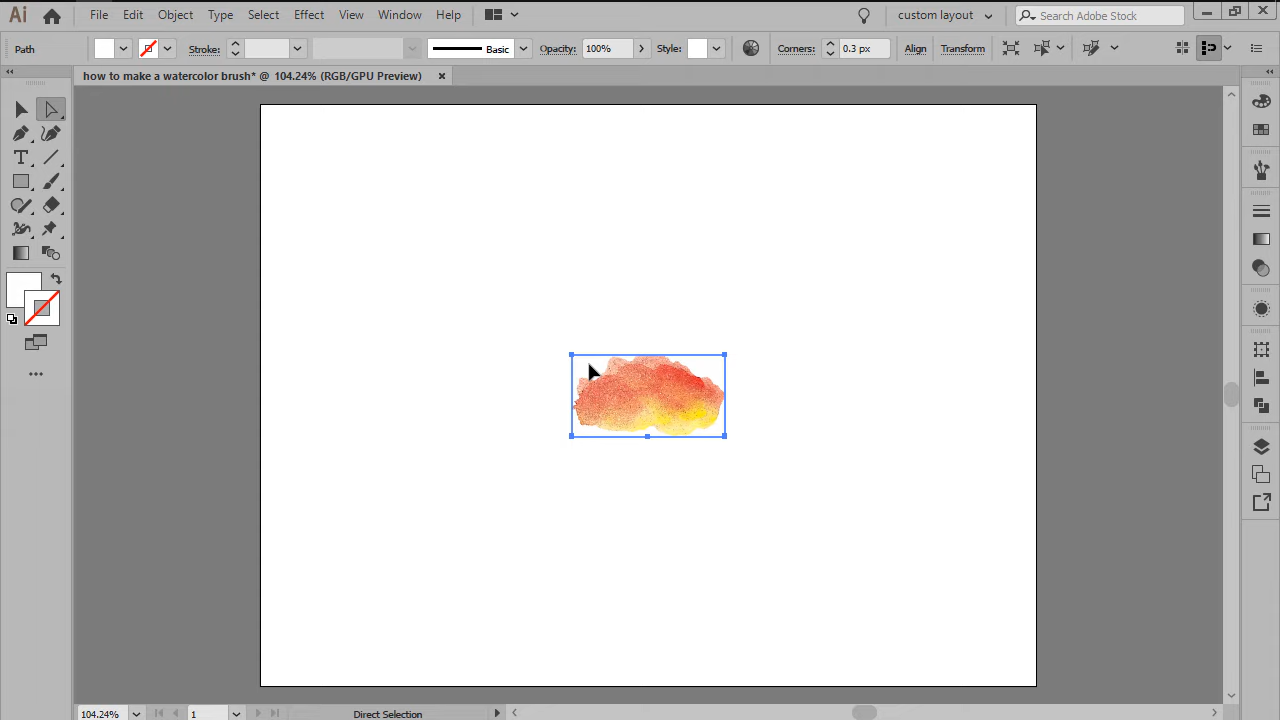 Ai File Edit Object Type Select Effect View Window Help custom layout Search Adobe Stock
Path Stroke: Basic Opacity: 100% Style: Corners: 0.3 px Align Transform
how to make a watercolor brush* @ 104.24% (RGB/GPU Preview)
T
104.24% 1 Direct Selection